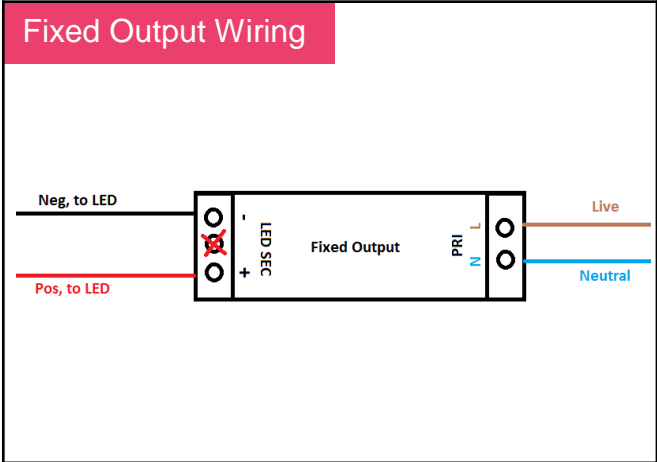 Fixed Output Wiring
Neg, to LED
Pos, to LED
-
+
LED SEC
Fixed Output
PRI
L
N
Live
Neutral